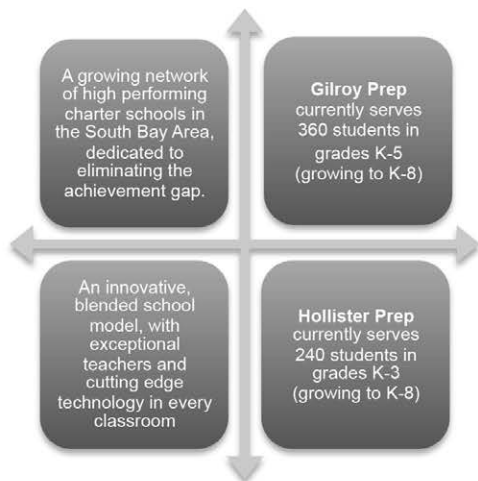 A growing network
of high performing
charter schools in
the South Bay Area,
dedicated to
eliminating the
achievement gap.
Gilroy Prep
currently serves
360 students in
grades K-5
(growing to K-8)
An innovative,
blended school
model, with
exceptional
teachers and
cutting edge
technology in every
classroom
Hollister Prep
currently serves
240 students in
grades K-3
(growing to K-8)